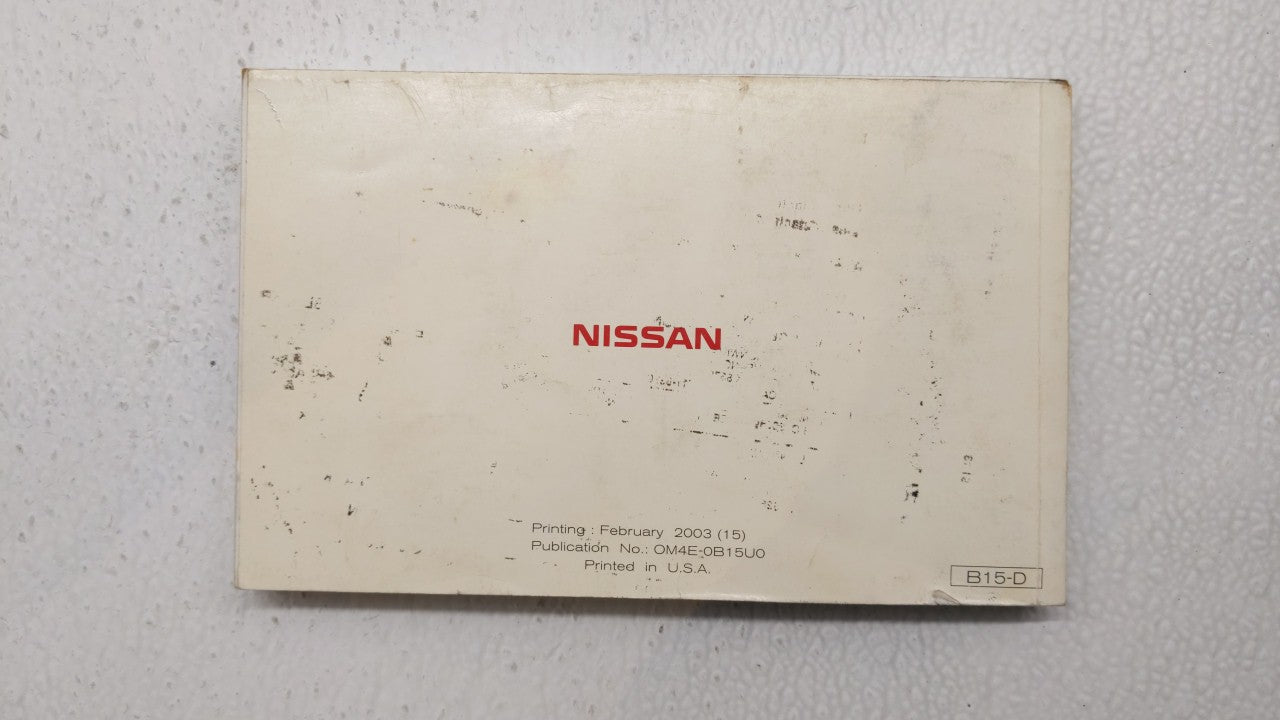 NISSAN
Printing : February 2003 (15)
Publication No.: OM4E-0B15U0
Printed in U.S.A.
B15-D